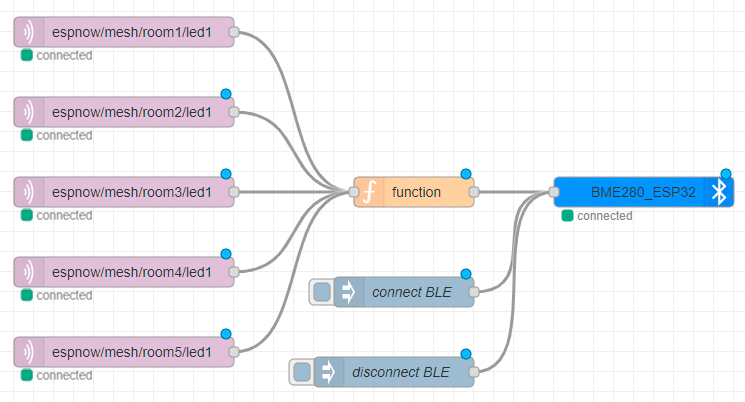 espnow/mesh/room1/led1
connected
espnow/mesh/room2/led1
connected
espnow/mesh/room3/led1
connected
function
BME280_ESP32
connected
espnow/mesh/room4/led1
connected
connect BLE
espnow/mesh/room5/led1
connected
disconnect BLE